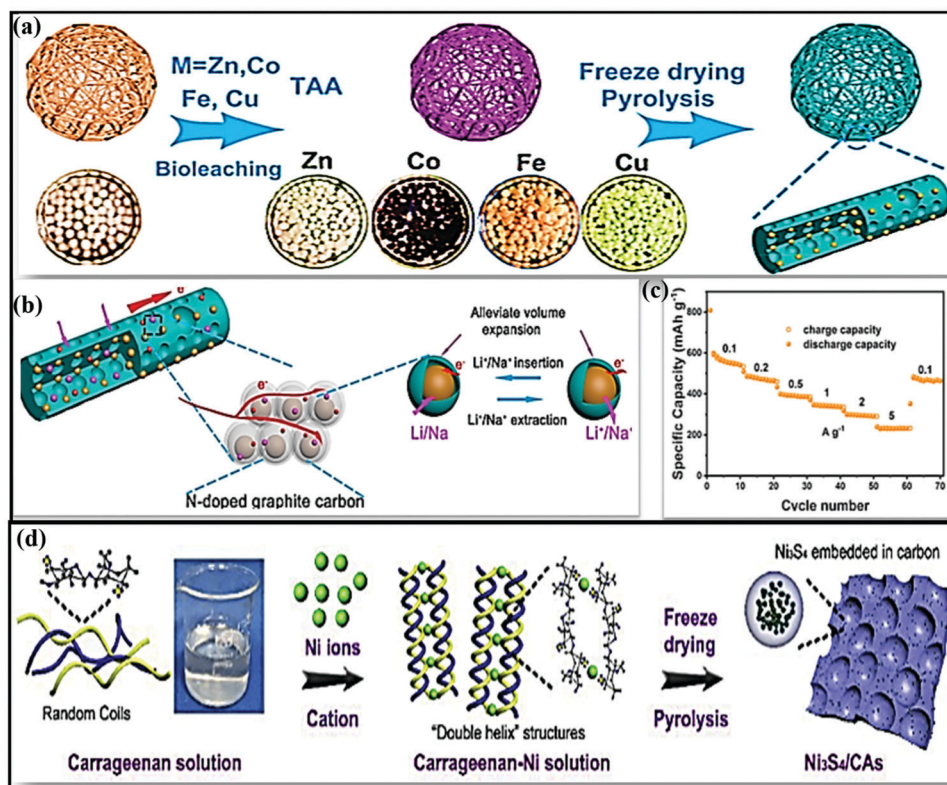 (a)
M=Zn,Co
Fe, Cu
TAA
Bioleaching
Freeze drying
Pyrolysis
Zn
Co
Fe
Cu
(b)
e-
e-
N-doped graphite carbon
Alleviate volume
expansion
e-
Li+/Na+ insertion
Li+/Na+ extraction
e-
Li/Na
Li+/Na+
(c)
Specific Capacity (mAh g-1)
800
600
400
200
0
charge capacity
discharge capacity
0.1
0.2
0.5
1
2
5
0.1
A g-1
0
10
20
30
40
50
60
70
Cvcle number
(d)
Random Coils
Carrageenan solution
Ni ions
Cation
"Double helix" structures
Carrageenan-Ni solution
Freeze
drying
Pyrolysis
Ni3S4 embedded in carbon
Ni3S4/CAs